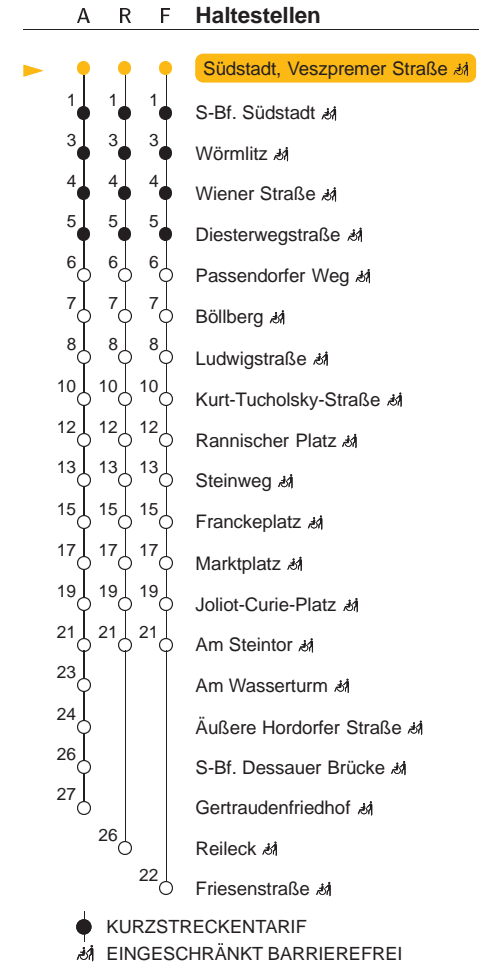 A R F Haltestellen
Südstadt, Veszpremer Straße
1 1 1 S-Bf. Südstadt
3 3 3 Wörmlitz
4 4 4 Wiener Straße
5 5 5 Diesterwegstraße
6 6 6 Passendorfer Weg
7 7 7 Böllberg
8 8 8 Ludwigstraße
10 10 10 Kurt-Tucholsky-Straße
12 12 12 Rannischer Platz
13 13 13 Steinweg
15 15 15 Franckeplatz
17 17 17 Marktplatz
19 19 19 Joliot-Curie-Platz
21 21 21 Am Steintor
23 Am Wasserturm
24 Äußere Hordorfer Straße
26 S-Bf. Dessauer Brücke
27 Gertraudenfriedhof
26 Reileck
22 Friesenstraße
KURZSTRECKENTARIF
EINGESCHRÄNKT BARRIEREFREI